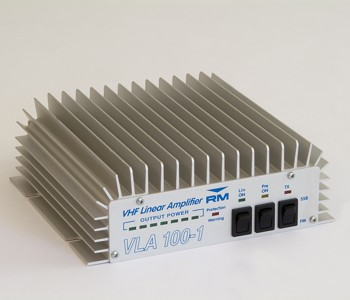 VHF Linear Amplifier RM
OUTPUT POWER
Protection
Warning
VLA 100-1
Lin ON
Pre ON
TX
SSB
FM